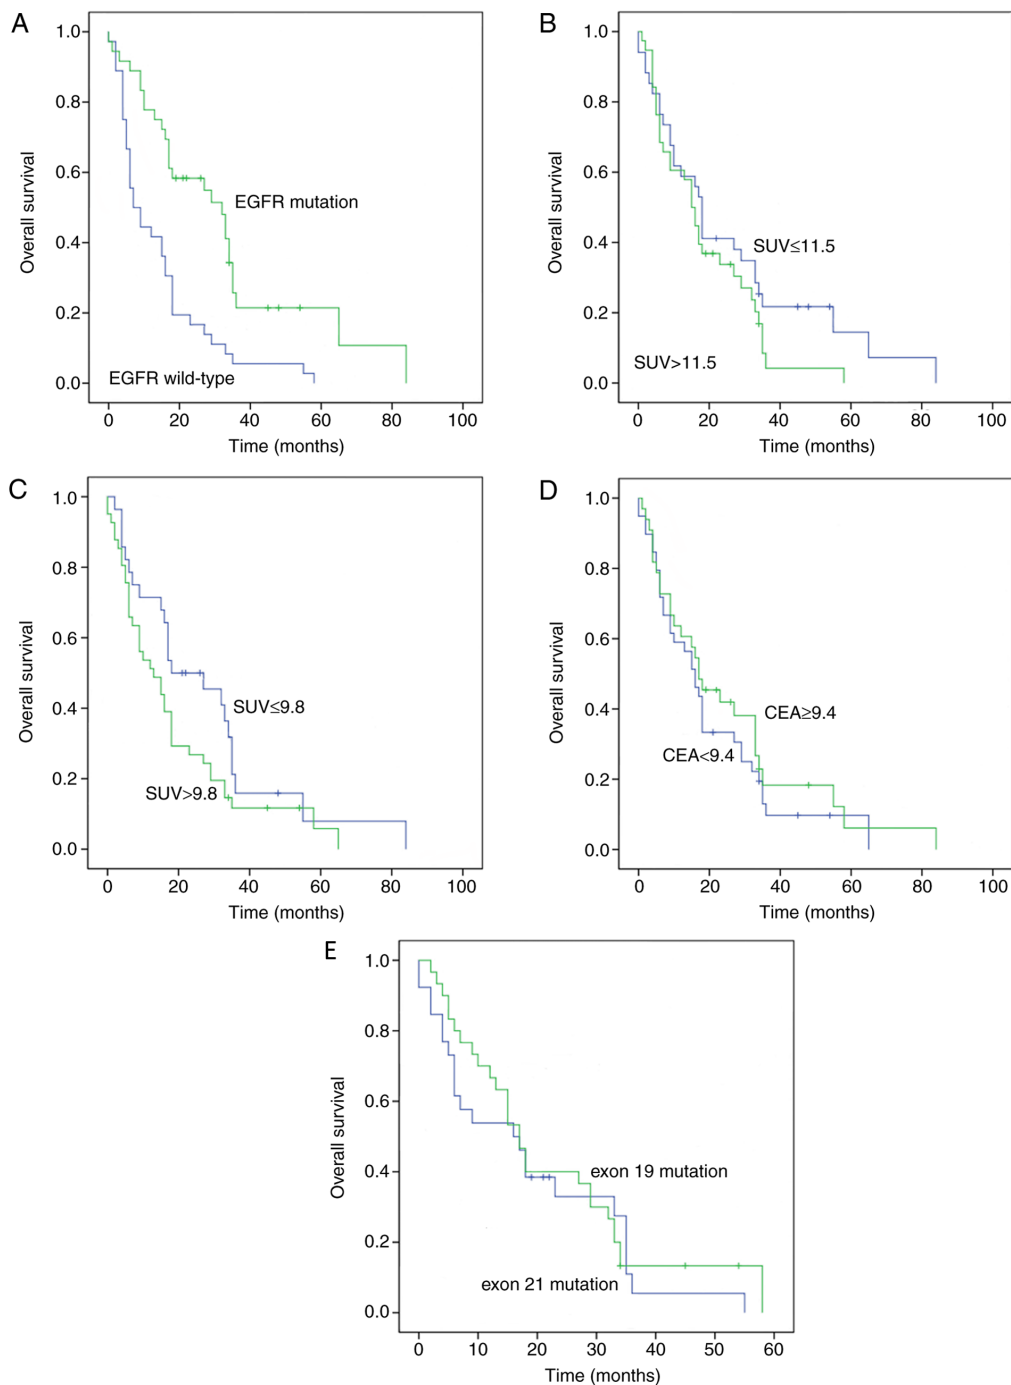 A
1.0
0.8
0.6
0.4
0.2
0.0
Overall survival
EGFR mutation
EGFR wild-type
0 20 40 60 80 100
Time (months)
B
1.0
0.8
0.6
0.4
0.2
0.0
Overall survival
SUV≤11.5
SUV>11.5
0 20 40 60 80 100
Time (months)
C
1.0
0.8
0.6
0.4
0.2
0.0
Overall survival
SUV≤9.8
SUV>9.8
0 20 40 60 80 100
Time (months)
D
1.0
0.8
0.6
0.4
0.2
0.0
Overall survival
CEA≥9.4
CEA<9.4
0 20 40 60 80 100
Time (months)
E
1.0
0.8
0.6
0.4
0.2
0.0
Overall survival
exon 19 mutation
exon 21 mutation
0 10 20 30 40 50 60
Time (months)